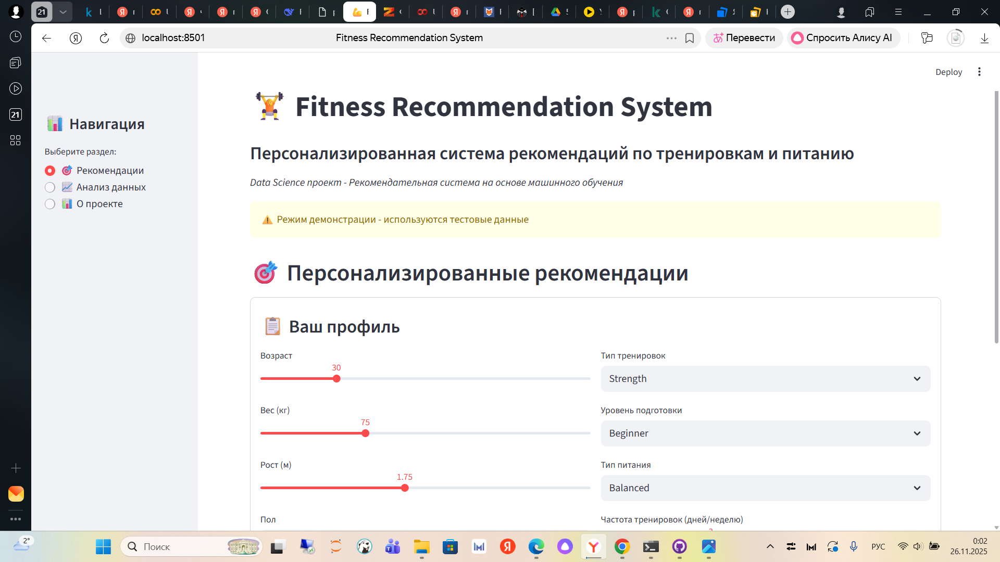 21
localhost:8501
Fitness Recommendation System
Перевести
Спросить Алису AI
21
Deploy
Навигация
Выберите раздел:
Рекомендации
Анализ данных
О проекте
Fitness Recommendation System
Персонализированная система рекомендаций по тренировкам и питанию
Data Science проект - Рекомендательная система на основе машинного обучения
Режим демонстрации - используются тестовые данные
Персонализированные рекомендации
Ваш профиль
Возраст
30
Тип тренировок
Strength
Вес (кг)
75
Уровень подготовки
Beginner
Рост (м)
1.75
Тип питания
Balanced
Пол
Частота тренировок (дней/неделю)
2°
Поиск
РУС
0:02
26.11.2025